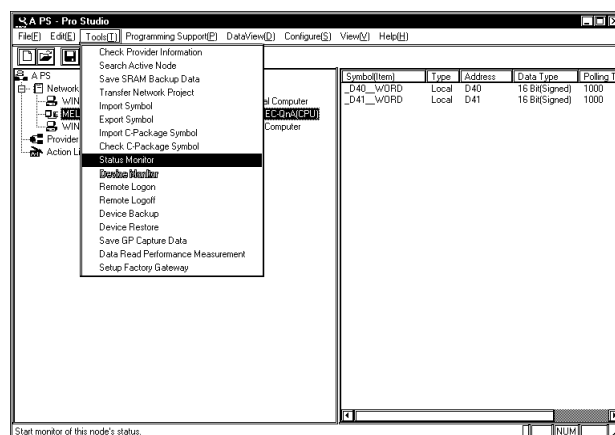 A PS - Pro Studio
File(F) Edit(E) Tools(T) Programming Support(P) DataView(D) Configure(S) View(V) Help(H)
Check Provider Information
Search Active Node
Save SRAM Backup Data
Transfer Network Project
Import Symbol
Export Symbol
Import C-Package Symbol
Check C-Package Symbol
Status Monitor
Device Monitor
Remote Logon
Remote Logoff
Device Backup
Device Restore
Save GP Capture Data
Data Read Performance Measurement
Setup Factory Gateway
A PS
Network
WIN el Computer
MEL EC-QnA(CPU)
WIN Computer
Provider
Action Li
Symbol(Item) Type Address Data Type Polling T
_D40__WORD Local D40 16 Bit(Signed) 1000
_D41__WORD Local D41 16 Bit(Signed) 1000
Start monitor of this node's status.
NUM